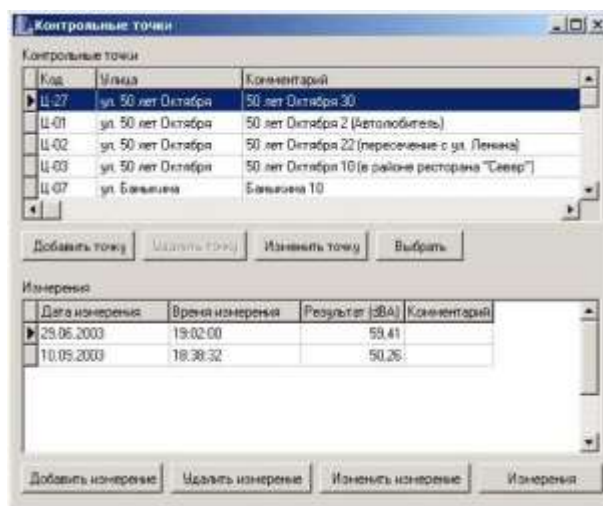 Контрольные точки
Контрольные точки
Код Улица Комментарий
Ц-27 ул. 50 лет Октября 50 лет Октября 30
Ц-01 ул. 50 лет Октября 50 лет Октября 2 (Автолюбитель)
Ц-02 ул. 50 лет Октября 50 лет Октября 22 (пересечение с ул. Ленина)
Ц-03 ул. 50 лет Октября 50 лет Октября 10 (в районе ресторана "Север")
Ц-07 ул. Баныкина Баныкина 10
Добавить точку Удалить точку Изменить точку Выбрать
Измерения
Дата измерения Время измерения Результат (dBA) Комментарий
29.06.2003 19:02:00 59,41
10.09.2003 18:38:32 50,26
Добавить измерение Удалить измерение Изменить измерение Измерения